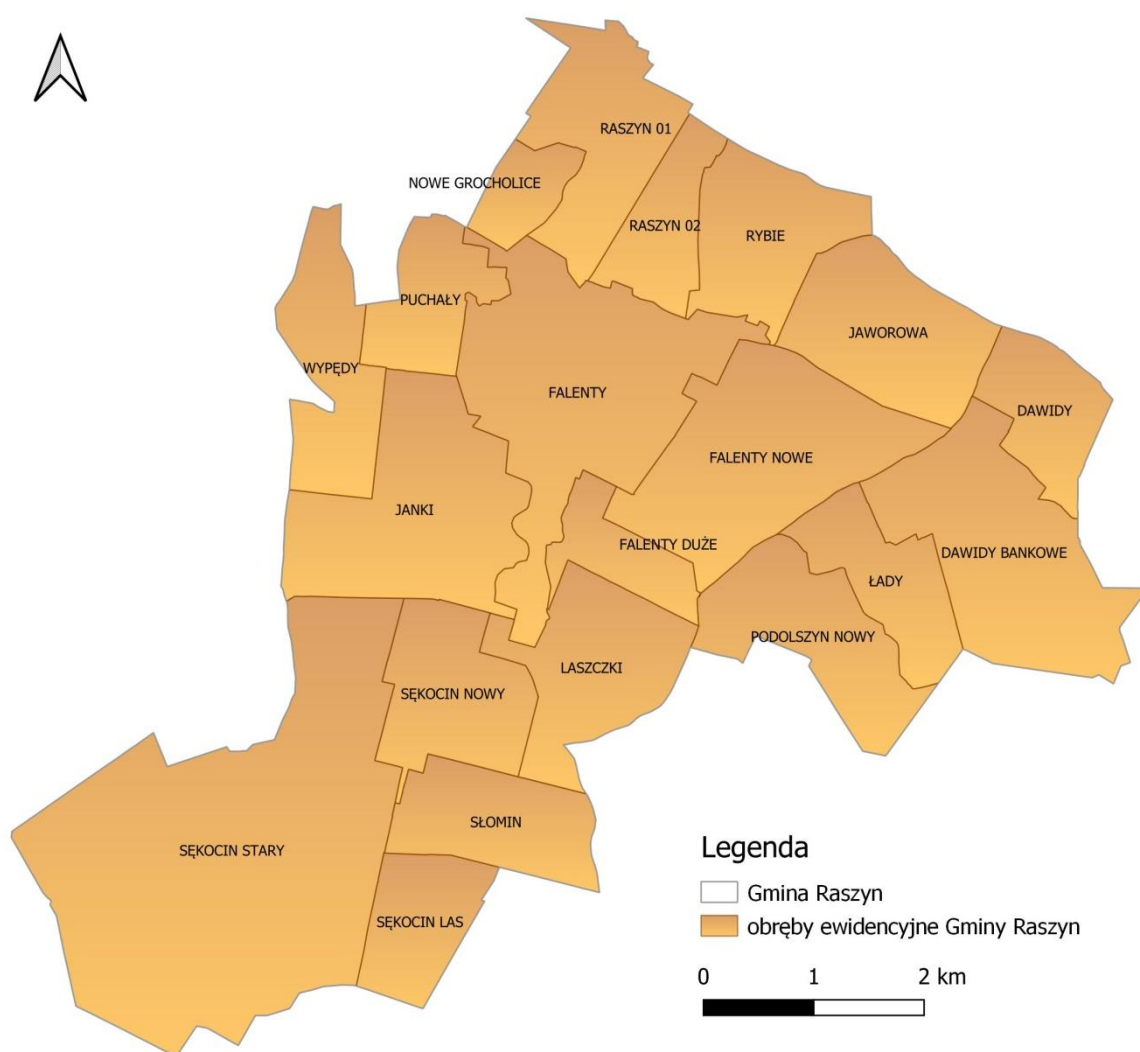 RASZYN 01
NOWE GROCHOLICE
RASZYN 02
RYBIE
PUCHAŁY
JAWOROWA
WYPĘDY
FALENTY
DAWIDY
FALENTY NOWE
JANKI
FALENTY DUŻE
DAWIDY BANKOWE
ŁADY
PODOLSZYN NOWY
LASZCZKI
SĘKOCIN NOWY
SŁOMIN
SĘKOCIN STARY
SĘKOCIN LAS
Legenda
Gmina Raszyn
obręby ewidencyjne Gminy Raszyn
0 1 2 km